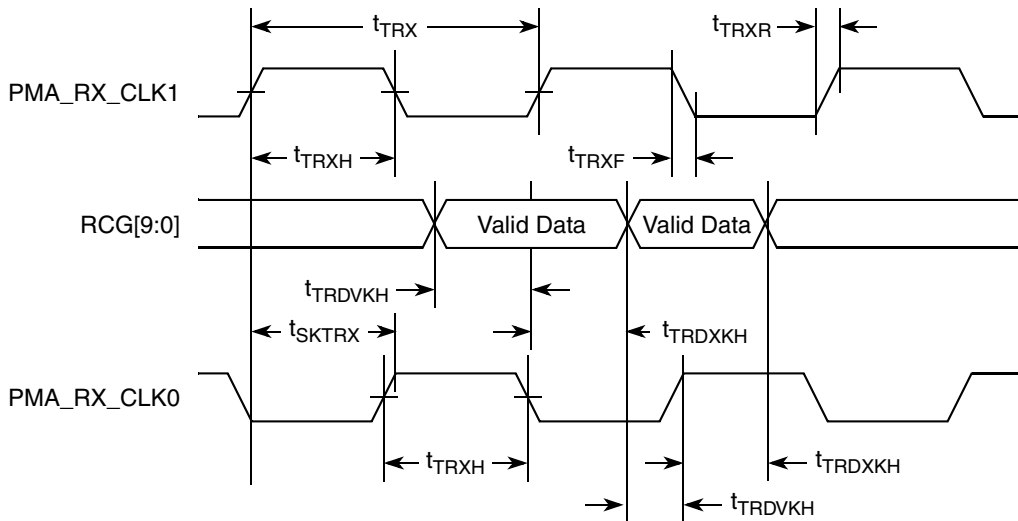 tTRX
tTRXR
PMA_RX_CLK1
tTRXH
tTRXF
RCG[9:0]
Valid Data
Valid Data
tTRDVKH
tSKTRX
tTRDXKH
PMA_RX_CLK0
tTRXH
tTRDXKH
tTRDVKH